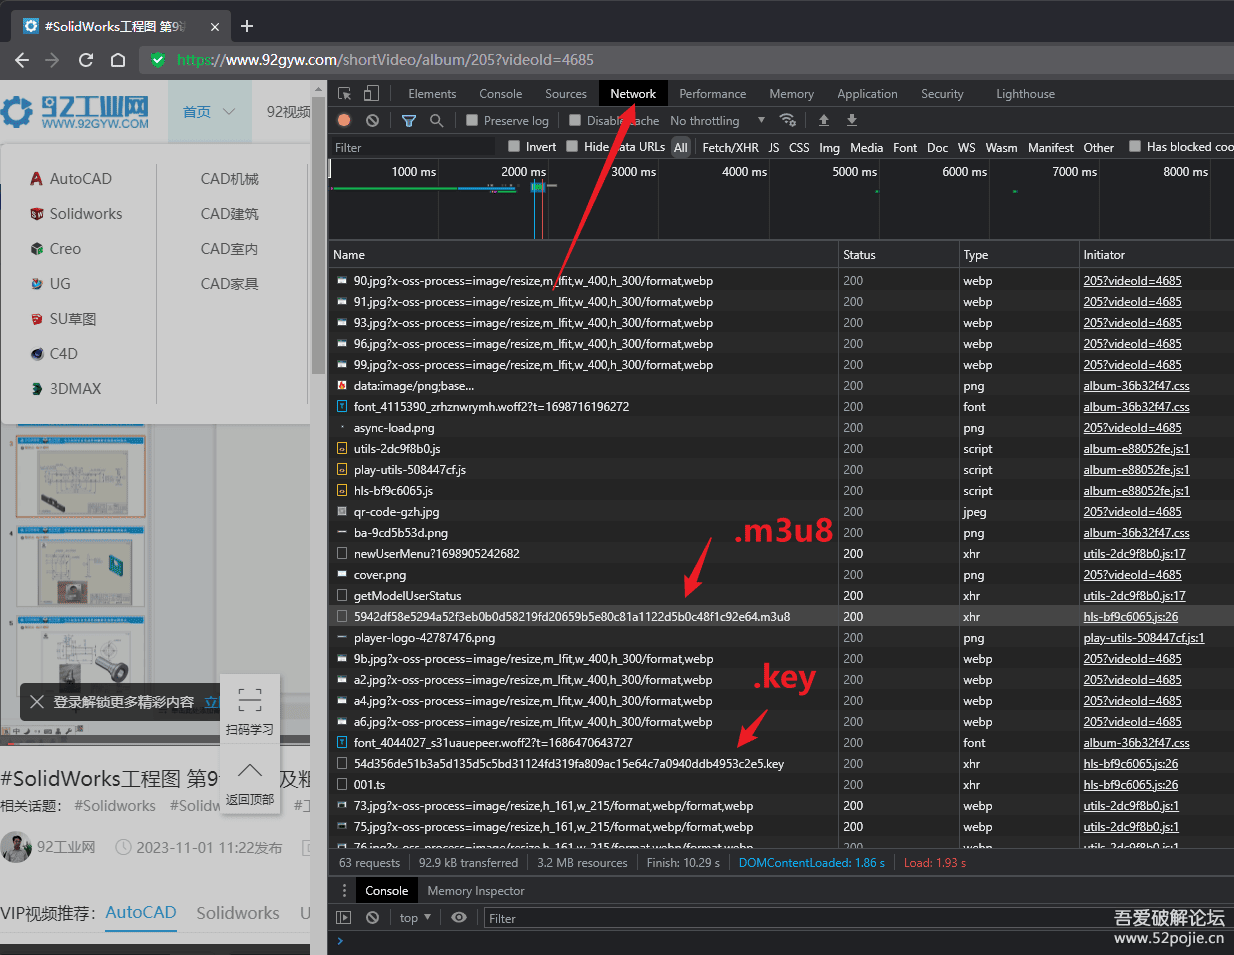 #SolidWorks工程图 第9讲
https://www.92gyw.com/shortVideo/album/205?videoId=4685
92工业网
WWW.92GYW.COM
首页
92视频
AutoCAD
CAD机械
Solidworks
CAD建筑
Creo
CAD室内
UG
CAD家具
SU草图
C4D
3DMAX
登录解锁更多精彩内容
扫码学习
返回顶部
#SolidWorks工程图 第9 及粗
相关话题: #Solidworks #Solidw
92工业网 2023-11-01 11:22发布
VIP视频推荐: AutoCAD Solidworks U
Elements Console Sources Network Performance Memory Application Security Lighthouse
Preserve log Disable cache No throttling
Filter Invert Hide data URLs All Fetch/XHR JS CSS Img Media Font Doc WS Wasm Manifest Other Has blocked coo
1000 ms 2000 ms 3000 ms 4000 ms 5000 ms 6000 ms 7000 ms 8000 ms
Name Status Type Initiator
90.jpg?x-oss-process=image/resize,m_lfit,w_400,h_300/format,webp 200 webp 205?videoId=4685
91.jpg?x-oss-process=image/resize,m_lfit,w_400,h_300/format,webp 200 webp 205?videoId=4685
93.jpg?x-oss-process=image/resize,m_lfit,w_400,h_300/format,webp 200 webp 205?videoId=4685
96.jpg?x-oss-process=image/resize,m_lfit,w_400,h_300/format,webp 200 webp 205?videoId=4685
99.jpg?x-oss-process=image/resize,m_lfit,w_400,h_300/format,webp 200 webp 205?videoId=4685
data:image/png;base... 200 png album-36b32f47.css
font_4115390_zrhznwrymh.woff2?t=1698716196272 200 font album-36b32f47.css
async-load.png 200 png 205?videoId=4685
utils-2dc9f8b0.js 200 script album-e88052fe.js:1
play-utils-508447cf.js 200 script album-e88052fe.js:1
hls-bf9c6065.js 200 script album-e88052fe.js:1
qr-code-gzh.jpg 200 jpeg 205?videoId=4685
ba-9cd5b53d.png 200 png album-36b32f47.css
.m3u8
newUserMenu?1698905242682 200 xhr utils-2dc9f8b0.js:17
cover.png 200 png 205?videoId=4685
getModelUserStatus 200 xhr utils-2dc9f8b0.js:17
5942df58e5294a52f3eb0b0d58219fd20659b5e80c81a1122d5b0c48f1c92e64.m3u8 200 xhr hls-bf9c6065.js:26
player-logo-42787476.png 200 png play-utils-508447cf.js:1
9b.jpg?x-oss-process=image/resize,m_lfit,w_400,h_300/format,webp 200 webp 205?videoId=4685
a2.jpg?x-oss-process=image/resize,m_lfit,w_400,h_300/format,webp 200 webp 205?videoId=4685
.key
a4.jpg?x-oss-process=image/resize,m_lfit,w_400,h_300/format,webp 200 webp 205?videoId=4685
a6.jpg?x-oss-process=image/resize,m_lfit,w_400,h_300/format,webp 200 webp 205?videoId=4685
font_4044027_s31uauepeer.woff2?t=1686470643727 200 font album-36b32f47.css
54d356de51b3a5d135d5c5bd31124fd319fa809ac15e64c7a0940ddb4953c2e5.key 200 xhr hls-bf9c6065.js:26
001.ts 200 xhr hls-bf9c6065.js:26
73.jpg?x-oss-process=image/resize,h_161,w_215/format,webp/format,webp 200 webp utils-2dc9f8b0.js:1
75.jpg?x-oss-process=image/resize,h_161,w_215/format,webp/format,webp 200 webp utils-2dc9f8b0.js:1
76.jpg?x-oss-process=image/resize,h_161,w_215/format,webp/format,webp 200 webp utils-2dc9f8b0.js:1
63 requests 92.9 kB transferred 3.2 MB resources Finish: 10.29 s DOMContentLoaded: 1.86 s Load: 1.93 s
Console Memory Inspector
top Filter
吾爱破解论坛
www.52pojie.cn